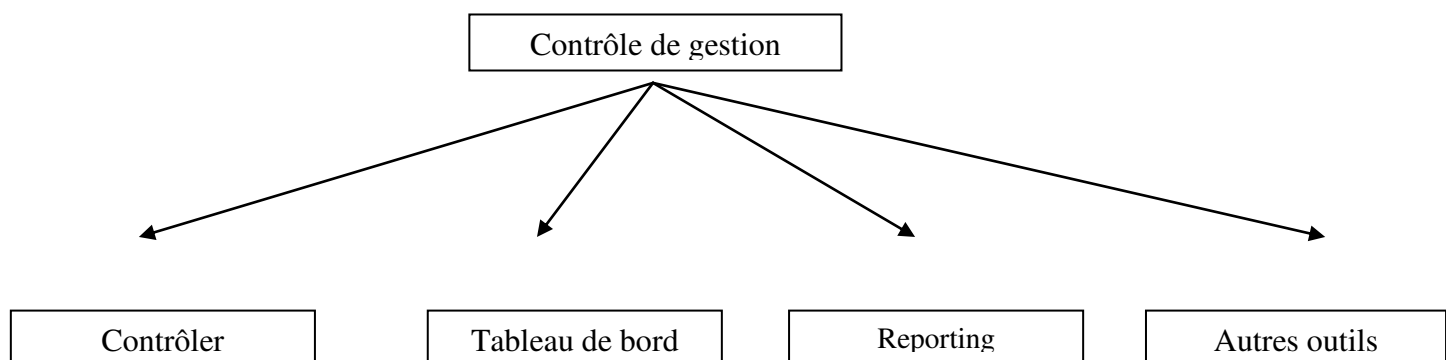 Contrôle de gestion
Contrôler
Tableau de bord
Reporting
Autres outils